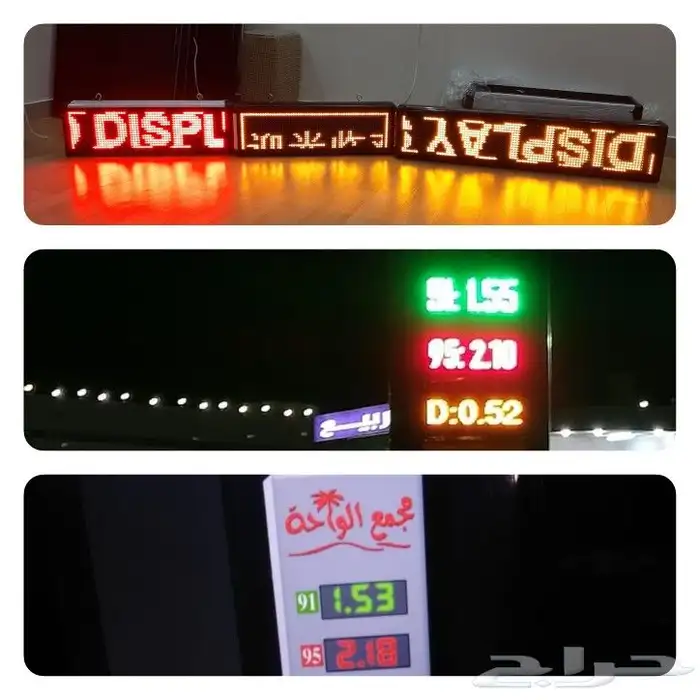 DISPL
DISPLAY
91: 1.55
95: 2.10
D:0.52
ربيـــع
مجمع الواحة
91 1.53
95 2.18
حراج